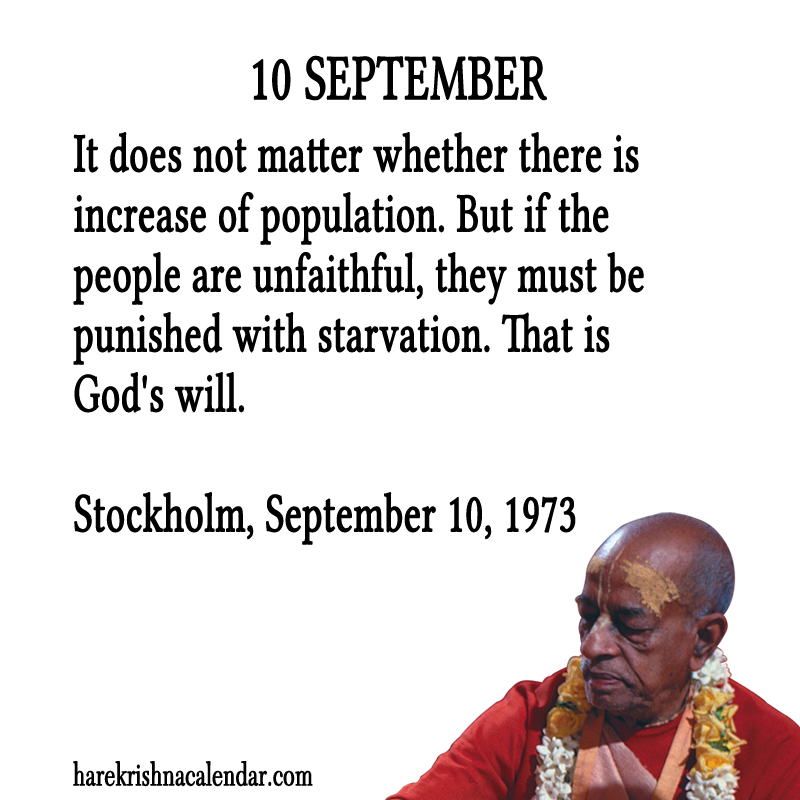 10 SEPTEMBER
It does not matter whether there is
increase of population. But if the
people are unfaithful, they must be
punished with starvation. That is
God's will.
Stockholm, September 10, 1973
harekrishnacalendar.com